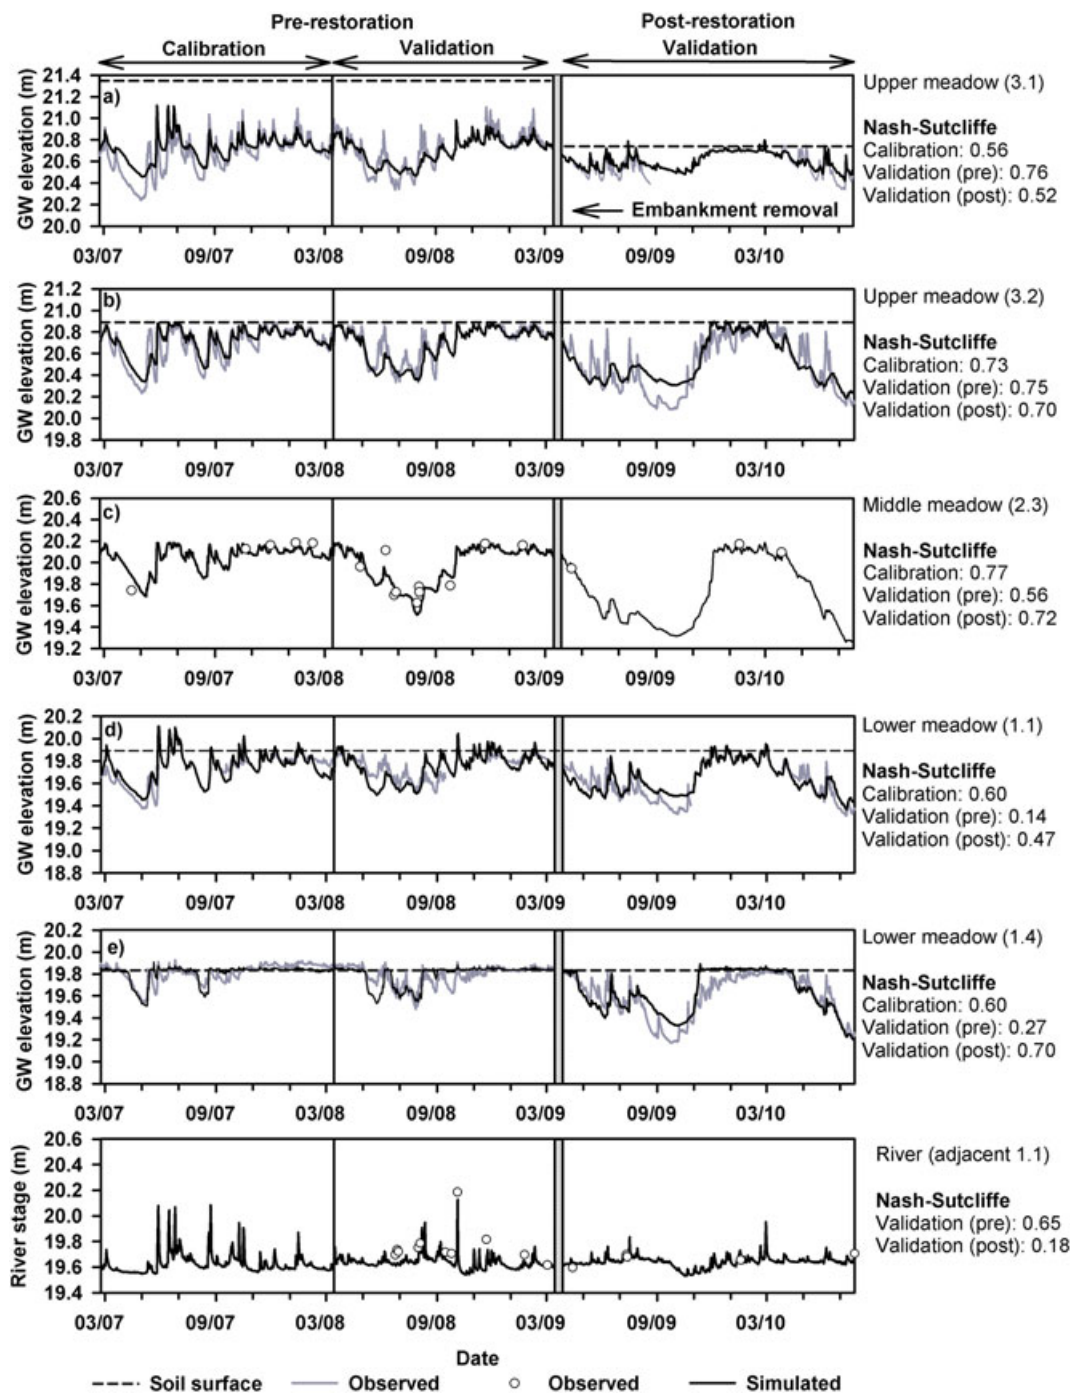 Pre-restoration Post-restoration
Calibration Validation Validation
GW elevation (m)
21.4
21.2
21.0
20.8
20.6
20.4
20.2
20.0
a)
Embankment removal
03/07 09/07 03/08 09/08 03/09 09/09 03/10
Upper meadow (3.1)
Nash-Sutcliffe
Calibration: 0.56
Validation (pre): 0.76
Validation (post): 0.52
GW elevation (m)
21.2
21.0
20.8
20.6
20.4
20.2
20.0
19.8
b)
03/07 09/07 03/08 09/08 03/09 09/09 03/10
Upper meadow (3.2)
Nash-Sutcliffe
Calibration: 0.73
Validation (pre): 0.75
Validation (post): 0.70
GW elevation (m)
20.6
20.4
20.2
20.0
19.8
19.6
19.4
19.2
c)
03/07 09/07 03/08 09/08 03/09 09/09 03/10
Middle meadow (2.3)
Nash-Sutcliffe
Calibration: 0.77
Validation (pre): 0.56
Validation (post): 0.72
GW elevation (m)
20.2
20.0
19.8
19.6
19.4
19.2
19.0
18.8
d)
03/07 09/07 03/08 09/08 03/09 09/09 03/10
Lower meadow (1.1)
Nash-Sutcliffe
Calibration: 0.60
Validation (pre): 0.14
Validation (post): 0.47
GW elevation (m)
20.2
20.0
19.8
19.6
19.4
19.2
19.0
18.8
e)
03/07 09/07 03/08 09/08 03/09 09/09 03/10
Lower meadow (1.4)
Nash-Sutcliffe
Calibration: 0.60
Validation (pre): 0.27
Validation (post): 0.70
River stage (m)
20.6
20.4
20.2
20.0
19.8
19.6
19.4
03/07 09/07 03/08 09/08 03/09 09/09 03/10
River (adjacent 1.1)
Nash-Sutcliffe
Validation (pre): 0.65
Validation (post): 0.18
Date
Soil surface Observed Observed Simulated